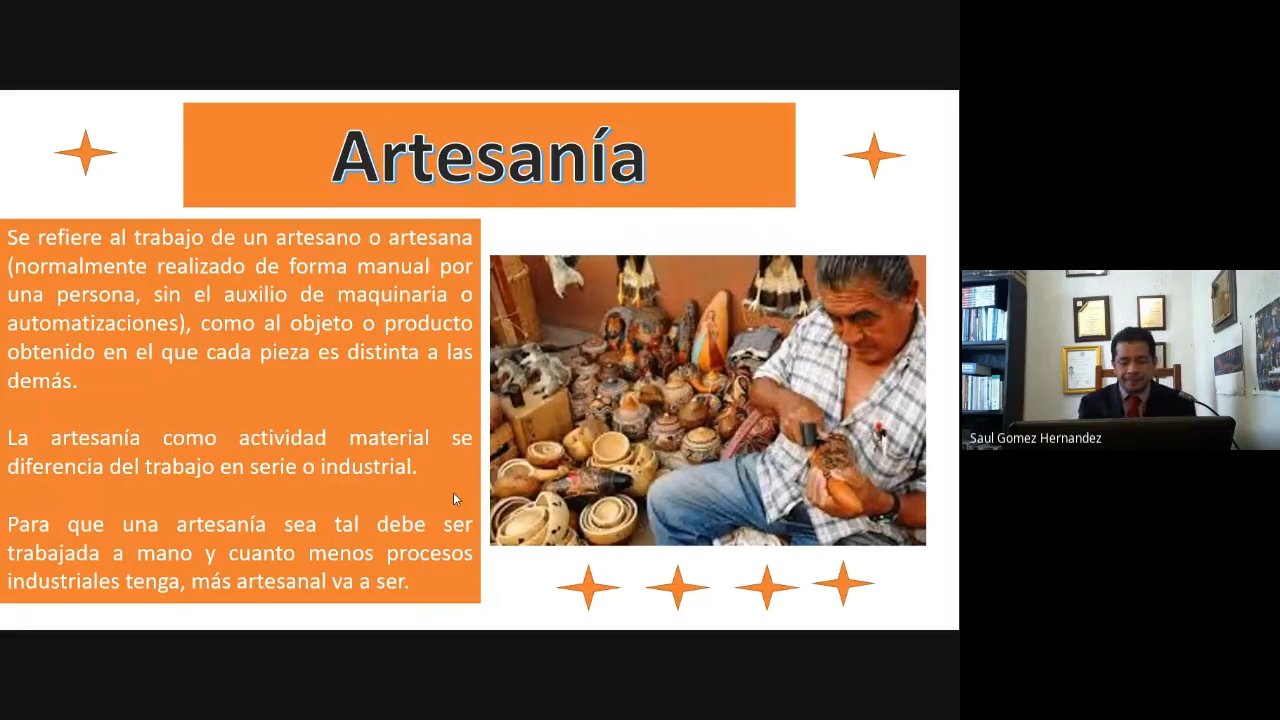 Artesanía
Se refiere al trabajo de un artesano o artesana
(normalmente realizado de forma manual por
una persona, sin el auxilio de maquinaria o
automatizaciones), como al objeto o producto
obtenido en el que cada pieza es distinta a las
demás.
La artesanía como actividad material se
diferencia del trabajo en serie o industrial.
Para que una artesanía sea tal debe ser
trabajada a mano y cuanto menos procesos
industriales tenga, más artesanal va a ser.
Saul Gomez Hernandez